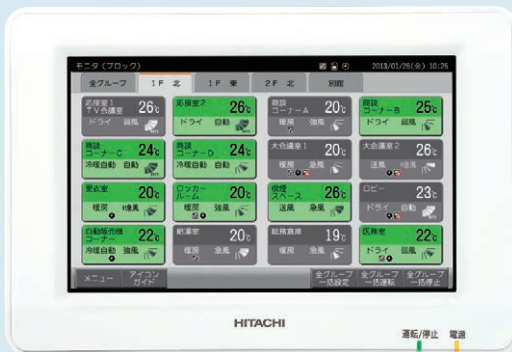 モニタ(ブロック) 2013/01/25(金) 10:25
全グループ 1F 北 1F 東 2F 北 別館
応接室1
TV会議室 26℃
ドライ 弱風
応接室2 26℃
ドライ 自動
商談
コーナーA 20℃
暖房 強風
商談
コーナーB 25℃
ドライ 弱風
商談
コーナーC 24℃
冷暖自動 自動
商談
コーナーD 24℃
冷暖自動 自動
大会議室1 20℃
暖房 急風
大会議室2 26℃
送風
更衣室 20℃
暖房
ロッカー
ルーム 20℃
暖房 強風
喫煙
スペース 26℃
送風 急風
ロビー 23℃
ドライ 自動
自動販売機
コーナー 22℃
冷暖自動 強風
給湯室 20℃
暖房 急風
総務倉庫 19℃
暖房 急風
医務室 22℃
ドライ 弱風
メニュー
アイコン
ガイド
全グループ
一括設定
全グループ
一括運転
全グループ
一括停止
HITACHI
運転/停止 電源